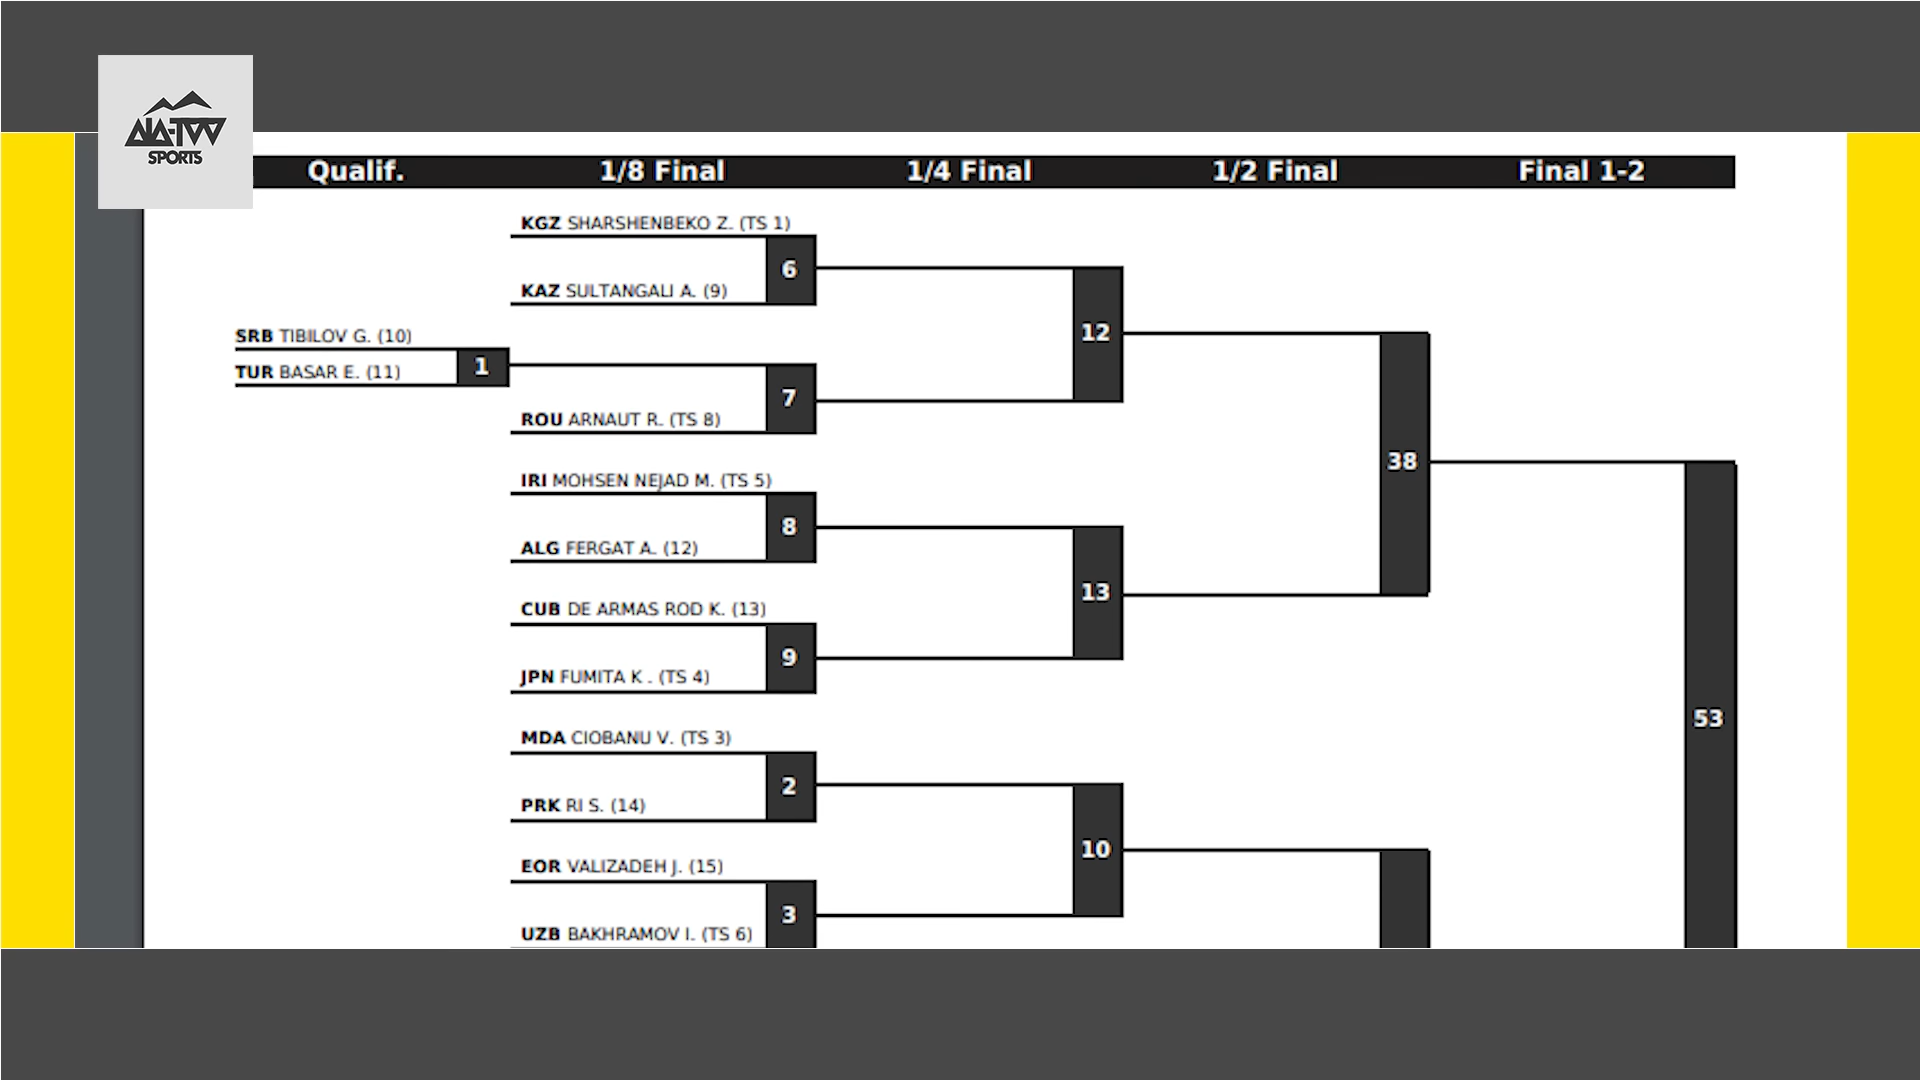 ALA-TOO
SPORTS
Qualif. 1/8 Final 1/4 Final 1/2 Final Final 1-2
KGZ SHARSHENBEKO Z. (TS 1)
6
KAZ SULTANGALI A. (9)
12
SRB TIBILOV G. (10)
1
TUR BASAR E. (11)
7
ROU ARNAUT R. (TS 8)
38
IRI MOHSEN NEJAD M. (TS 5)
8
ALG FERGAT A. (12)
13
CUB DE ARMAS ROD K. (13)
9
JPN FUMITA K . (TS 4)
53
MDA CIOBANU V. (TS 3)
2
PRK RI S. (14)
10
EOR VALIZADEH J. (15)
3
UZB BAKHRAMOV I. (TS 6)